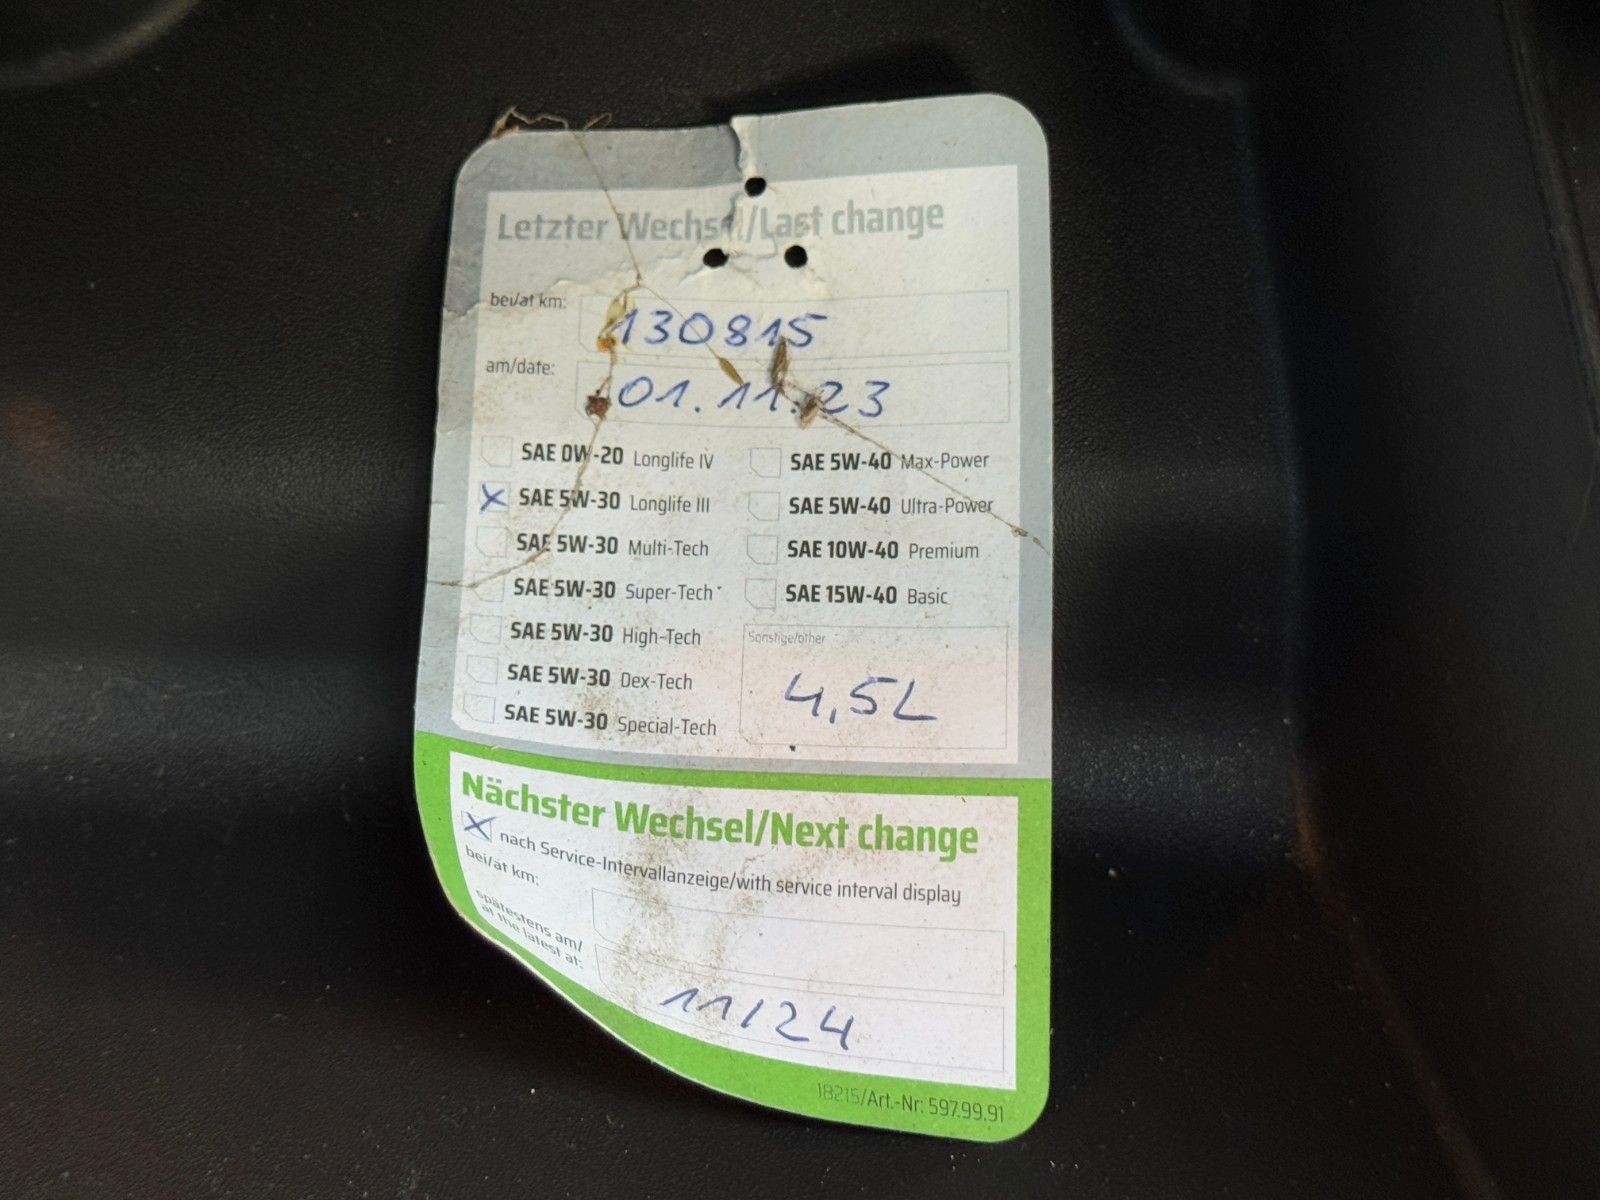 Letzter Wechsel/Last change
bei/at km: 130815
am/date: 01.11.23
SAE 0W-20 Longlife IV
X SAE 5W-30 Longlife III
SAE 5W-30 Multi-Tech
SAE 5W-30 Super-Tech
SAE 5W-30 High-Tech
SAE 5W-30 Dex-Tech
SAE 5W-30 Special-Tech
SAE 5W-40 Max-Power
SAE 5W-40 Ultra-Power
SAE 10W-40 Premium
SAE 15W-40 Basic
Sonstige/other
4,5L
Nächster Wechsel/Next change
X nach Service-Intervallanzeige/with service interval display
bei/at km:
spätestens am/
at the latest at:
11/24
18215/Art.-Nr: 597.99.91